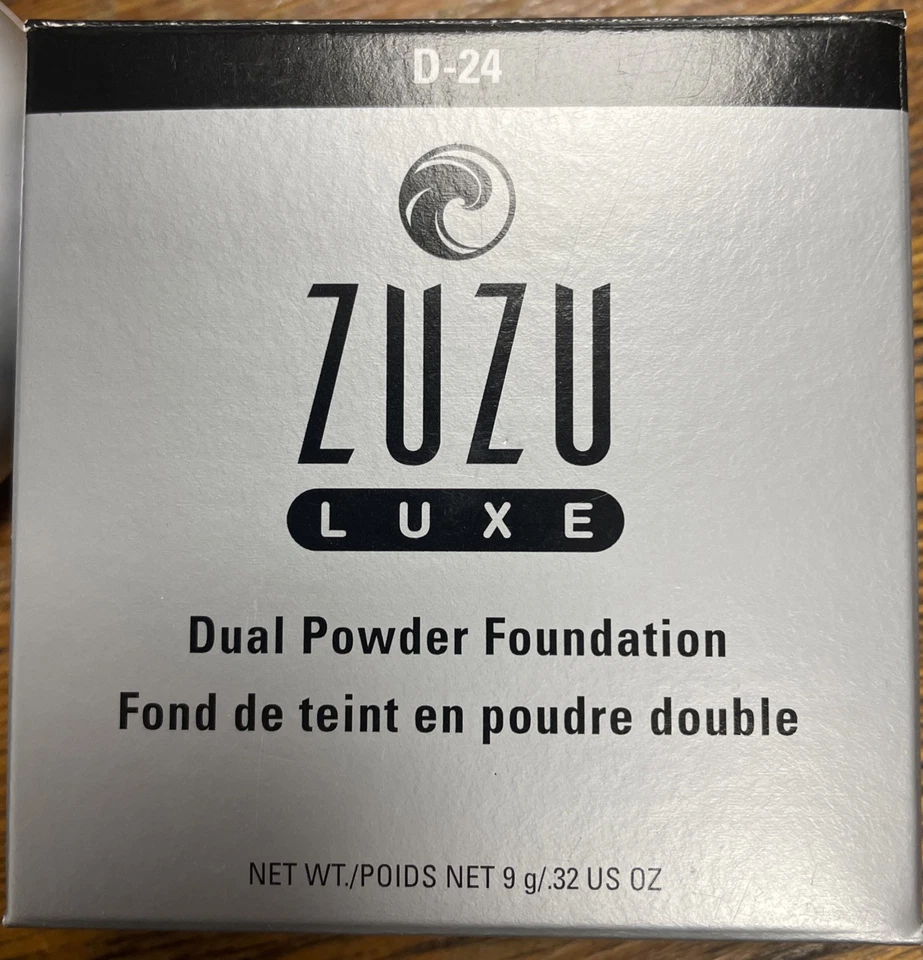 D-24
ZUZU
LUXE
Dual Powder Foundation
Fond de teint en poudre double
NET WT./POIDS NET 9 g/.32 US OZ